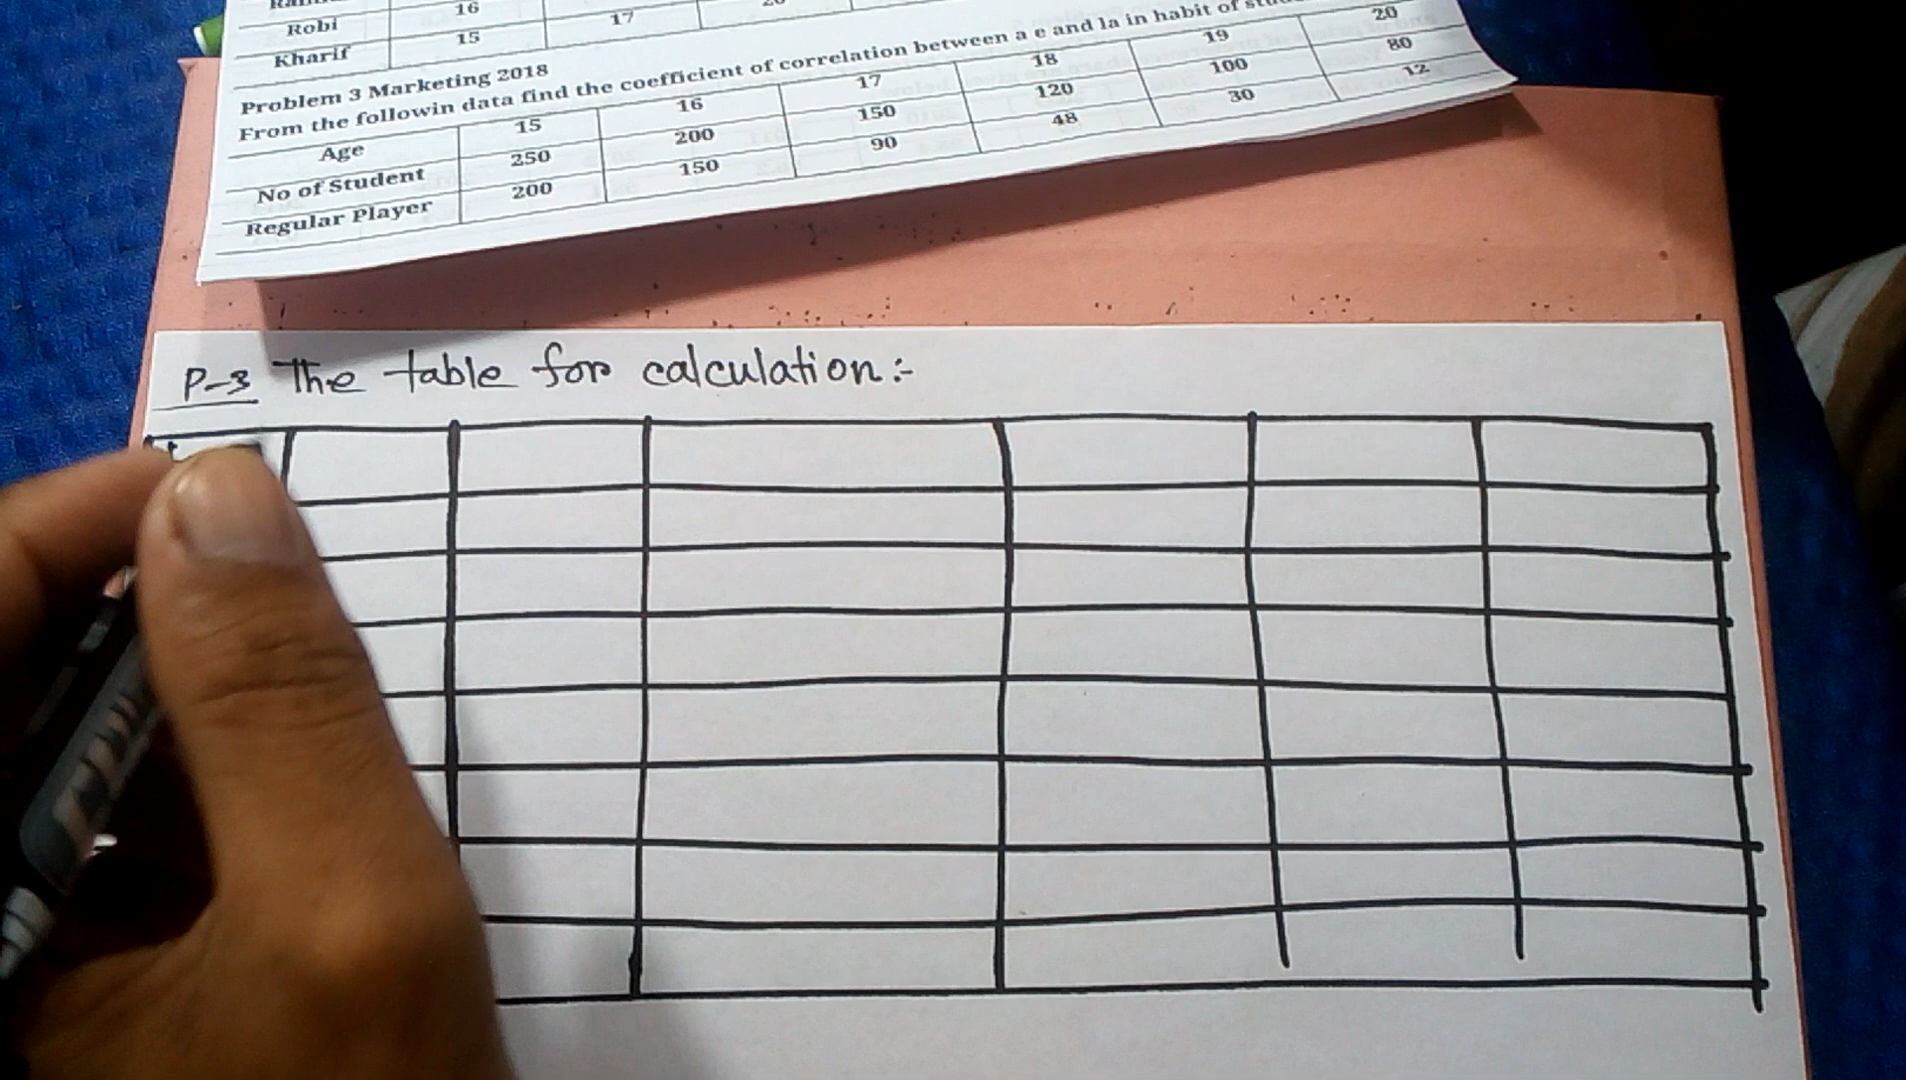 Robi 16 17
Kharif 15
Problem 3 Marketing 2018
From the followin data find the coefficient of correlation between a e and la in habit of
Age 15 16 17 18 19 20
No of Student 250 200 150 120 100 80
Regular Player 200 150 90 48 30 12
P-3 The table for calculation:-